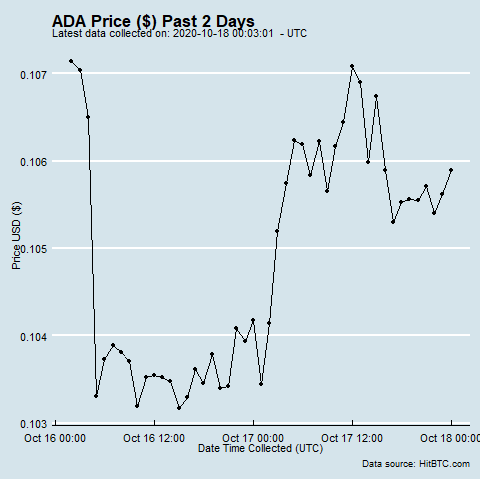 ADA Price ($) Past 2 Days
Latest data collected on: 2020-10-18 00:03:01 - UTC
0.107
0.106
0.105
0.104
0.103
Price USD ($)
Oct 16 00:00 Oct 16 12:00 Oct 17 00:00 Oct 17 12:00 Oct 18 00:00
Date Time Collected (UTC)
Data source: HitBTC.com